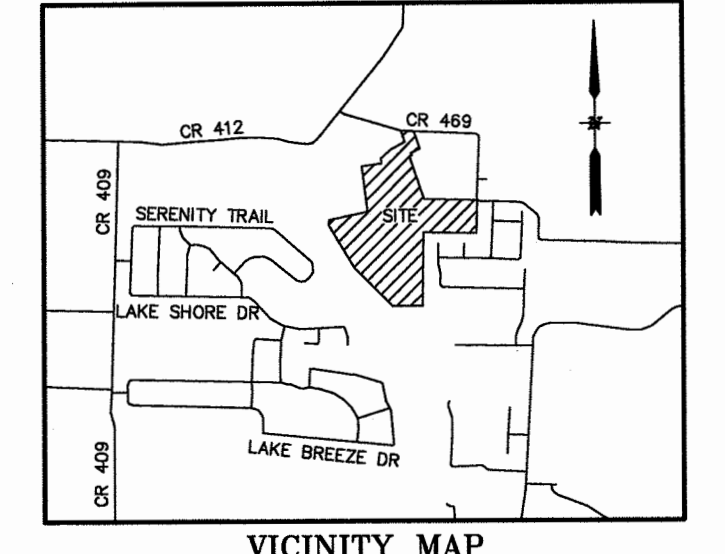 CR 469
CR 412
CR 409
SERENITY TRAIL
SITE
N
LAKE SHORE DR
LAKE BREEZE DR
CR 409
VICINITY MAP